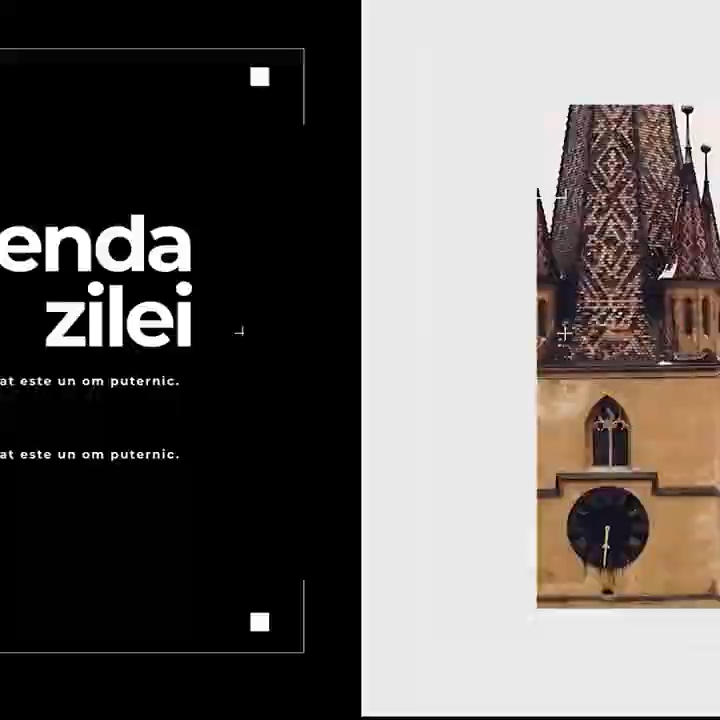 enda
zilei
at este un om puternic.
at este un om puternic.